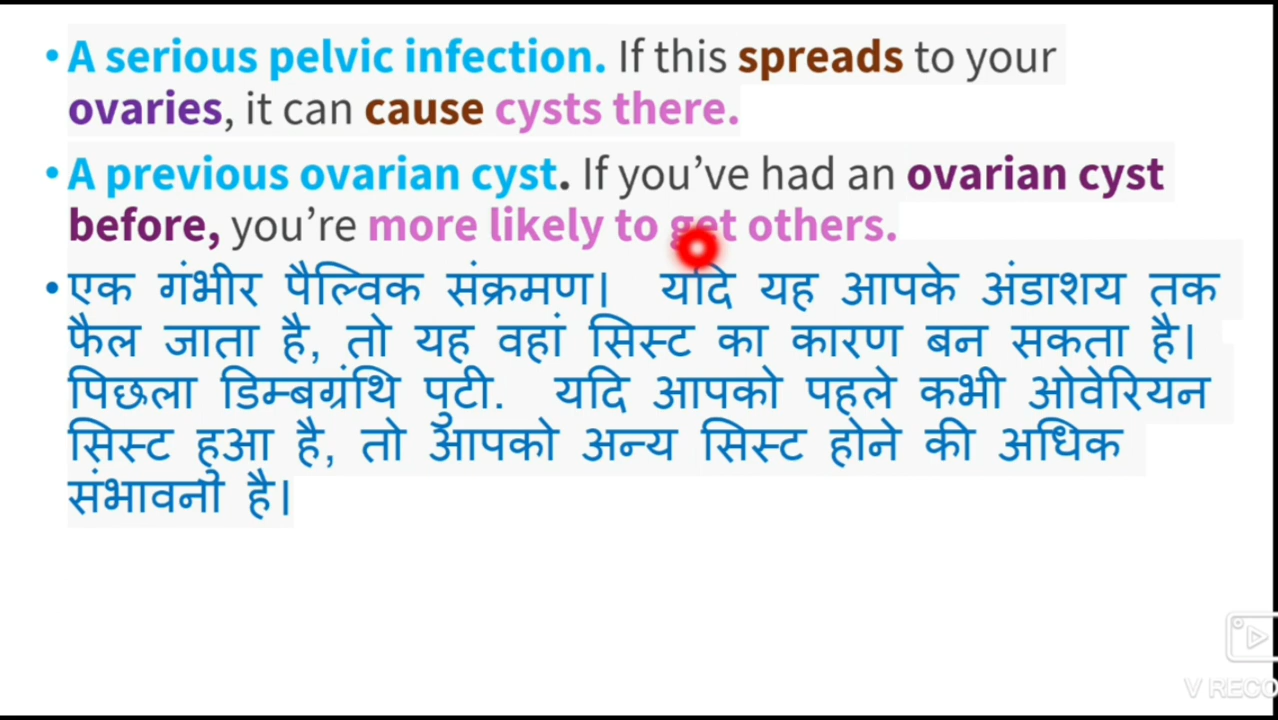 • A serious pelvic infection. If this spreads to your
ovaries, it can cause cysts there.
• A previous ovarian cyst. If you’ve had an ovarian cyst
before, you’re more likely to get others.
• एक गंभीर पैल्विक संक्रमण। यदि यह आपके अंडाशय तक
फैल जाता है, तो यह वहां सिस्ट का कारण बन सकता है।
पिछला डिम्बग्रंथि पुटी. यदि आपको पहले कभी ओवेरियन
सिस्ट हुआ है, तो आपको अन्य सिस्ट होने की अधिक
संभावना है।
V RECO